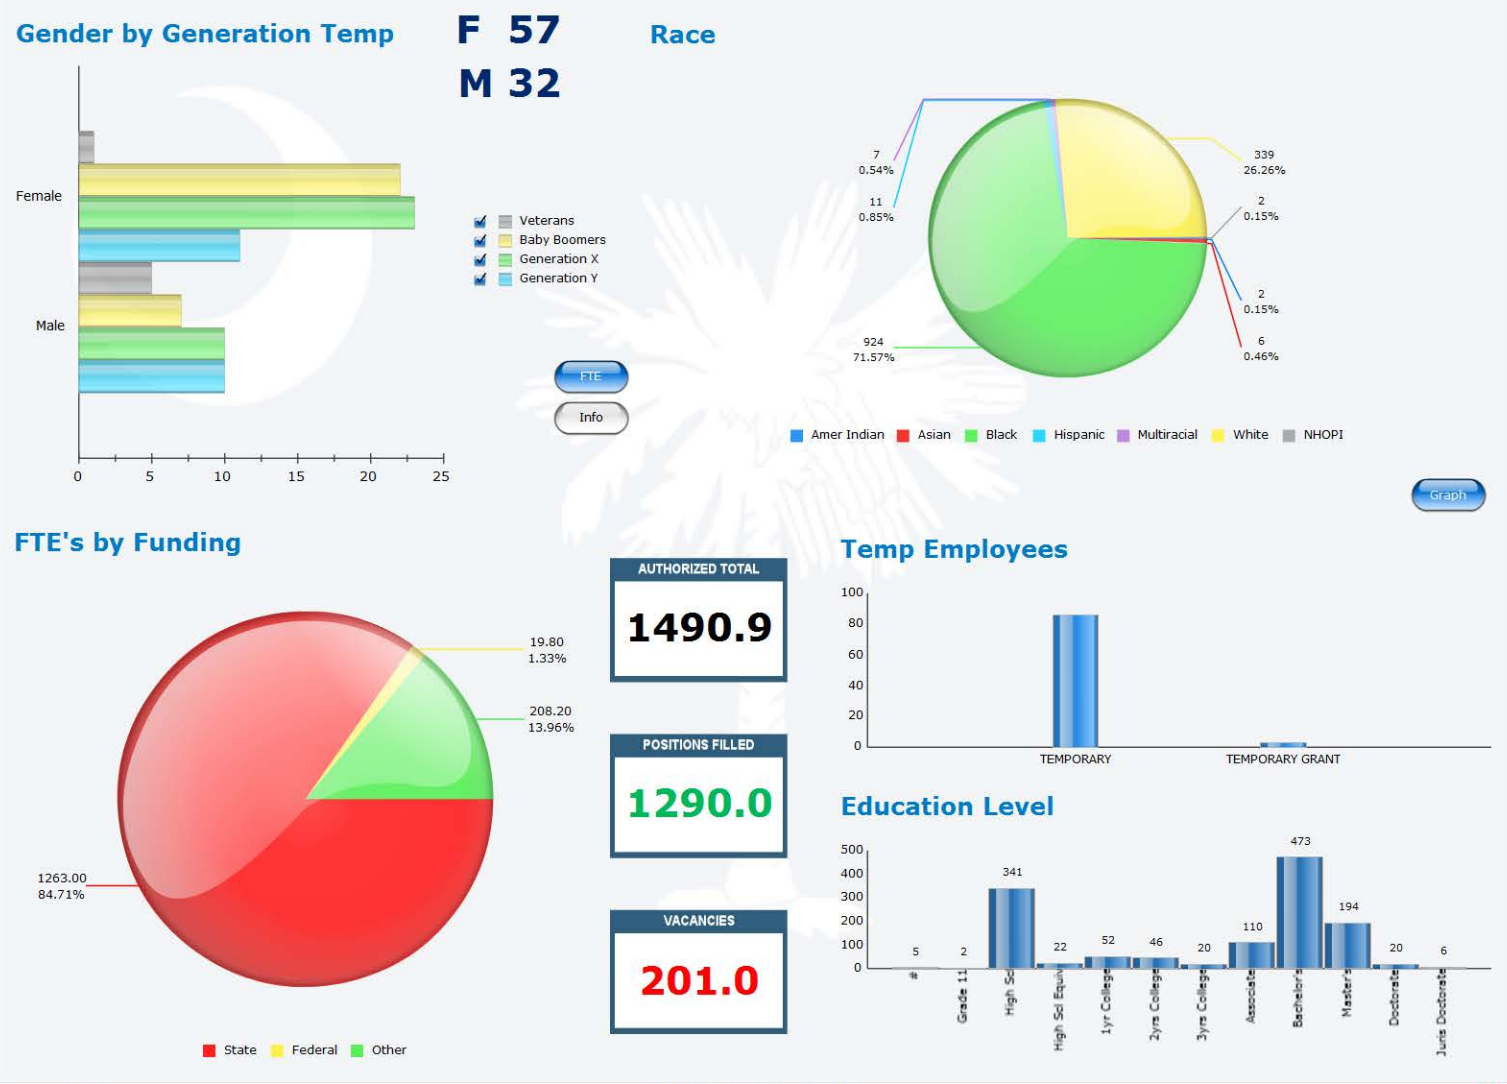 Gender by Generation Temp
F 57
M 32
Female
Male
0 5 10 15 20 25
Veterans
Baby Boomers
Generation X
Generation Y
FTE
Info
Race
7
0.54%
11
0.85%
924
71.57%
339
26.26%
2
0.15%
2
0.15%
6
0.46%
Amer Indian Asian Black Hispanic Multiracial White NHOPI
Graph
FTE's by Funding
19.80
1.33%
208.20
13.96%
1263.00
84.71%
State Federal Other
AUTHORIZED TOTAL
1490.9
POSITIONS FILLED
1290.0
VACANCIES
201.0
Temp Employees
100
80
60
40
20
0
TEMPORARY TEMPORARY GRANT
Education Level
500
400
300
200
100
0
5 2 341 22 52 46 20 110 473 194 20 6
#
Grade 11
High Scl
High Scl Equiv
1yr College
2yrs College
3yrs College
Associate
Bachelor's
Master's
Doctorate
Juris Doctorate